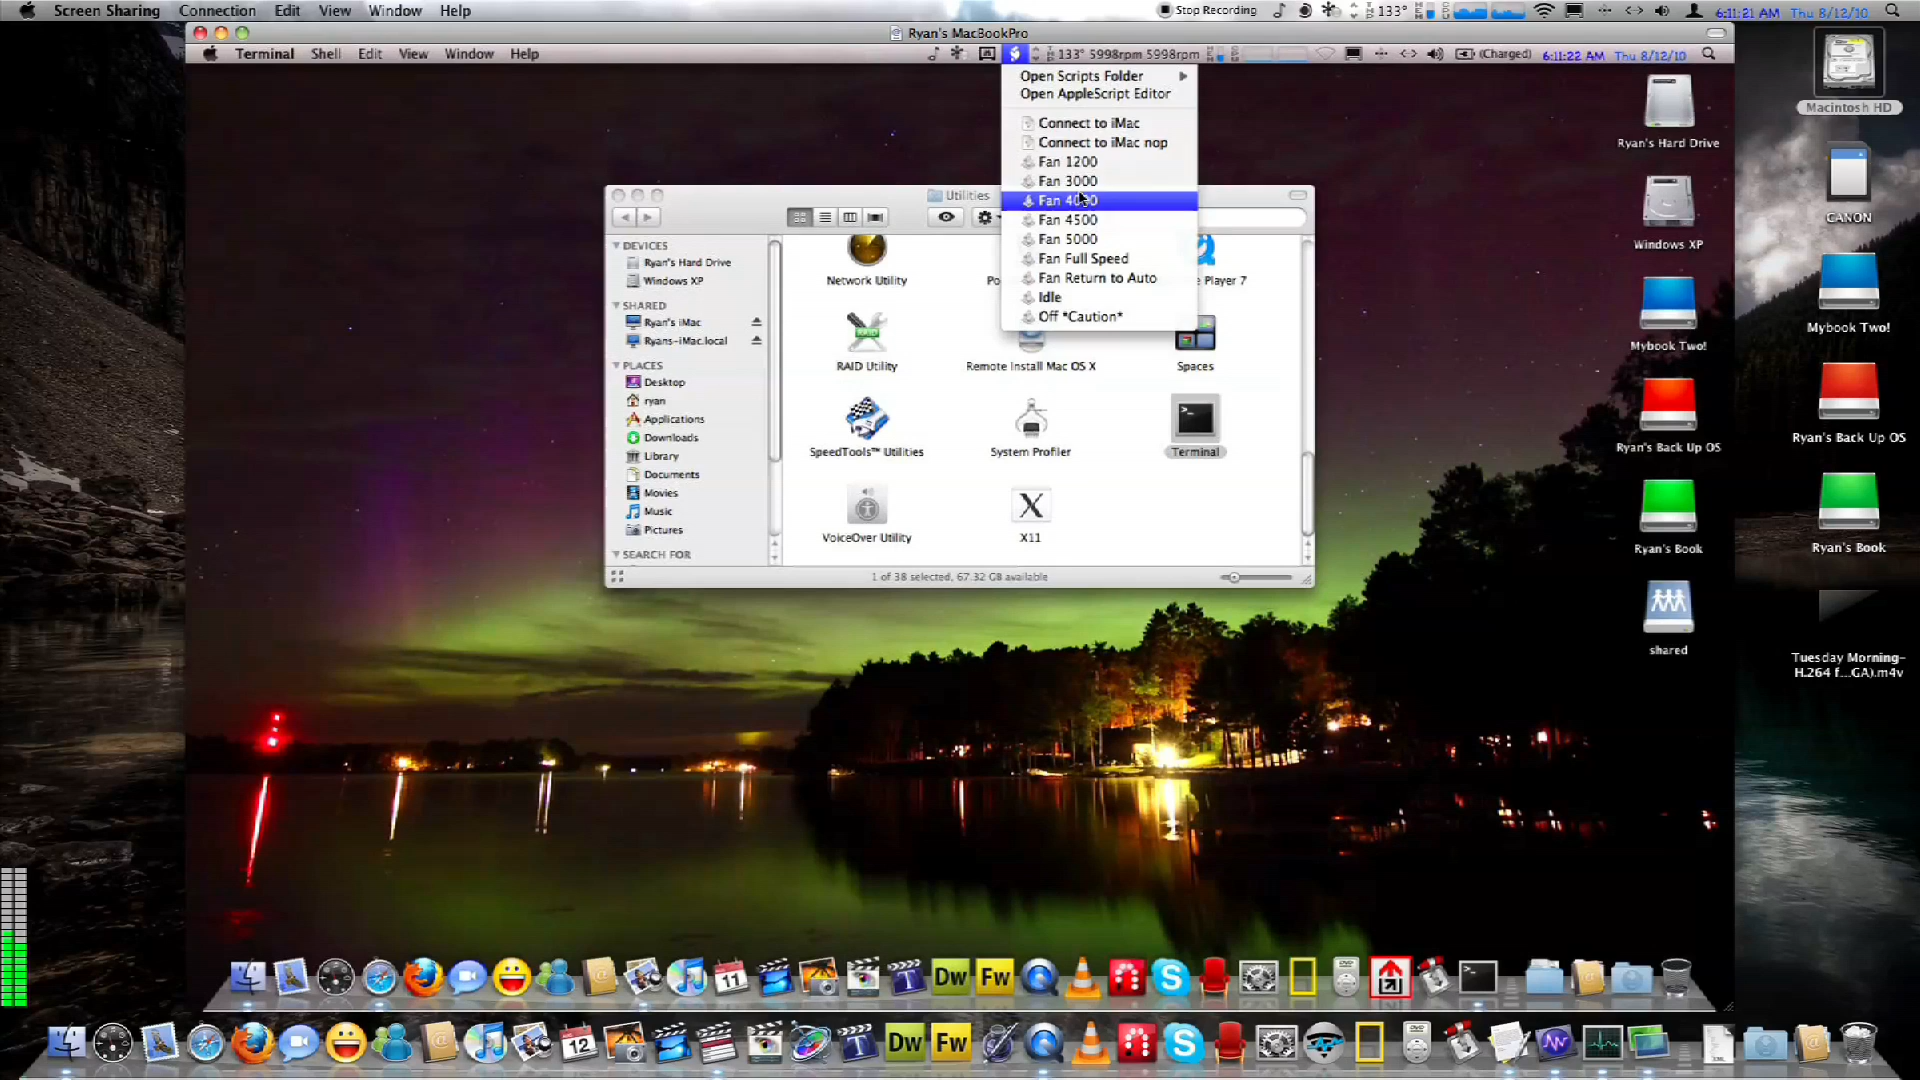 Screen Sharing Connection Edit View Window Help
Stop Recording 133° 6:11:21 AM Thu 8/12/10
Ryan's MacBookPro
Terminal Shell Edit View Window Help
133° 5998rpm 5998rpm (Charged) 6:11:22 AM Thu 8/12/10
Open Scripts Folder
Open AppleScript Editor
Connect to iMac
Connect to iMac nop
Fan 1200
Fan 3000
Fan
Fan 4500
Fan 5000
Fan Full Speed
Fan Return to Auto
Idle
Off *Caution*
Utilities
DEVICES
Ryan's Hard Drive
Windows XP
SHARED
Ryan's iMac
Ryans-iMac.local
PLACES
Desktop
ryan
Applications
Downloads
Library
Documents
Movies
Music
Pictures
SEARCH FOR
Network Utility
Player 7
RAID Utility
Remote Install Mac OS X
Spaces
SpeedTools™ Utilities
System Profiler
Terminal
VoiceOver Utility
X11
1 of 38 selected, 67.32 GB available
Ryan's Hard Drive
Windows XP
Mybook Two!
Ryan's Back Up OS
Ryan's Book
shared
Macintosh HD
CANON
Mybook Two!
Ryan's Back Up OS
Ryan's Book
Tuesday Morning-
H.264 f...GA).m4v
11
Dw
Fw
12
Dw
Fw